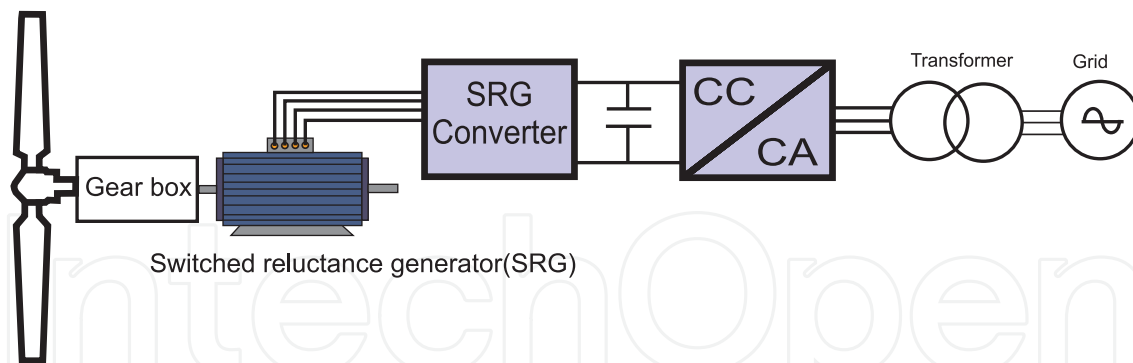 Transformer
Grid
SRG
Converter
CC
CA
Gear box
Switched reluctance generator(SRG)
IntechOpen